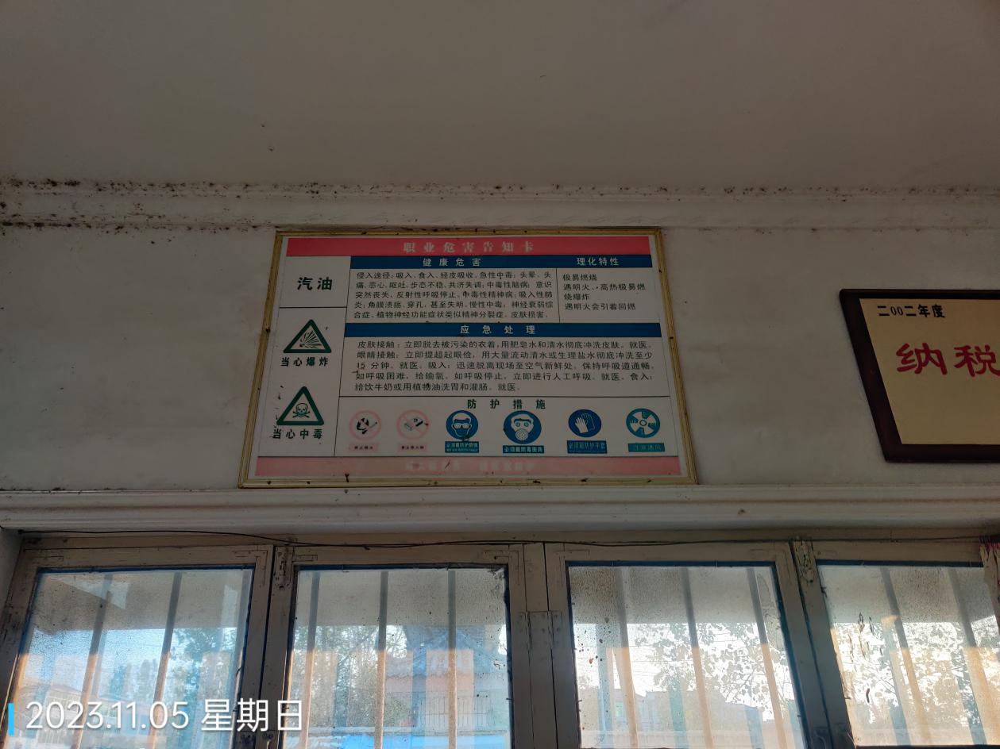 职业危害告知卡
汽油
当心爆炸
当心中毒
健康危害
侵入途径：吸入、食入、经皮吸收。急性中毒：头晕、头
痛、恶心、呕吐、步态不稳、共济失调；中毒性脑病；意识
突然丧失、反射性呼吸停止、中毒性精神病；吸入性肺
炎；角膜溃疡、穿孔，甚至失明。慢性中毒：神经衰弱综
合症、植物神经功能症状类似精神分裂症。皮肤损害。
理化特性
极易燃烧
遇明火、高热极易燃
烧爆炸
遇明火会引着回燃
应急处理
皮肤接触：立即脱去被污染的衣着，用肥皂水和清水彻底冲洗皮肤。就医。
眼睛接触：立即提超起眼俭，用大量流动清水或生理盐水彻底冲洗至少
15 分钟。就医。吸入：迅速脱离现场至空气新鲜处。保持呼吸道通畅。
如呼吸困难，给输氧。如呼吸停止，立即进行人工呼吸。就医。食入：
给饮牛奶或用植物油洗胃和灌肠。就医。
防护措施
必须戴防护眼镜
必须戴防毒面具
必须戴防护手套
注意通风
二00二年度
纳税
2023.11.05 星期日